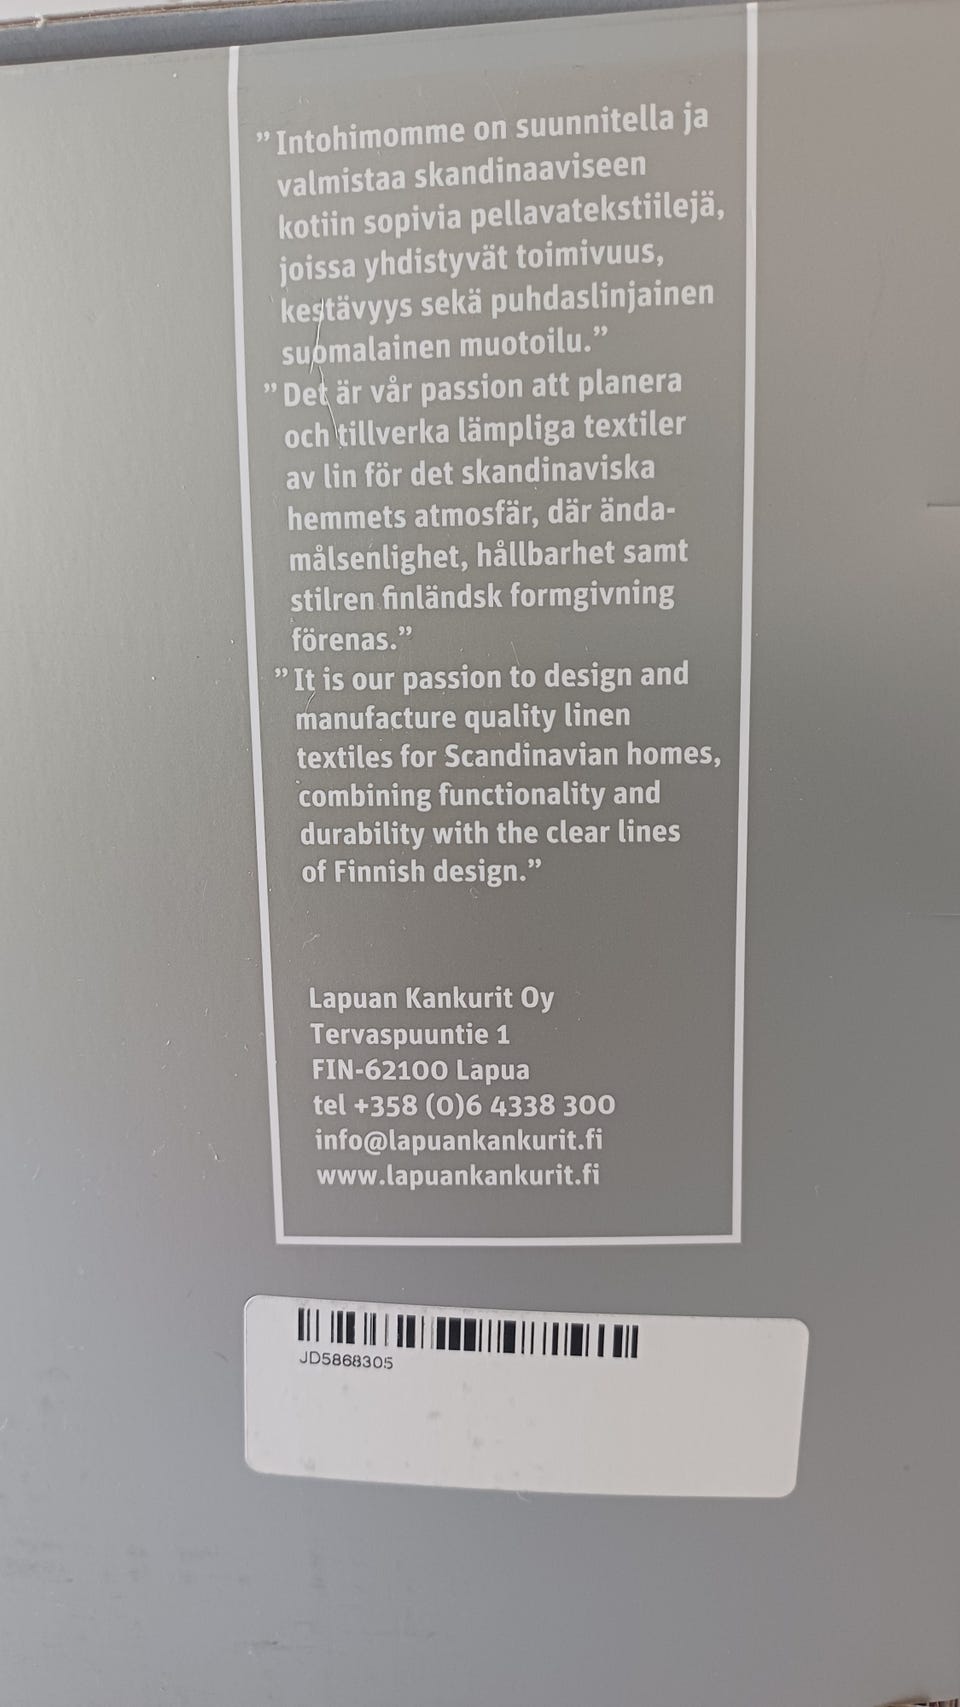 ”Intohimomme on suunnitella ja
valmistaa skandinaaviseen
kotiin sopivia pellavatekstiilejä,
joissa yhdistyvät toimivuus,
kestävyys sekä puhdaslinjainen
suomalainen muotoilu.”
”Det är vår passion att planera
och tillverka lämpliga textiler
av lin för det skandinaviska
hemmets atmosfär, där ända-
målsenlighet, hållbarhet samt
stilren finländsk formgivning
förenas.”
”It is our passion to design and
manufacture quality linen
textiles for Scandinavian homes,
combining functionality and
durability with the clear lines
of Finnish design.”
Lapuan Kankurit Oy
Tervaspuuntie 1
FIN-62100 Lapua
tel +358 (0)6 4338 300
info@lapuankankurit.fi
www.lapuankankurit.fi
JD5868305